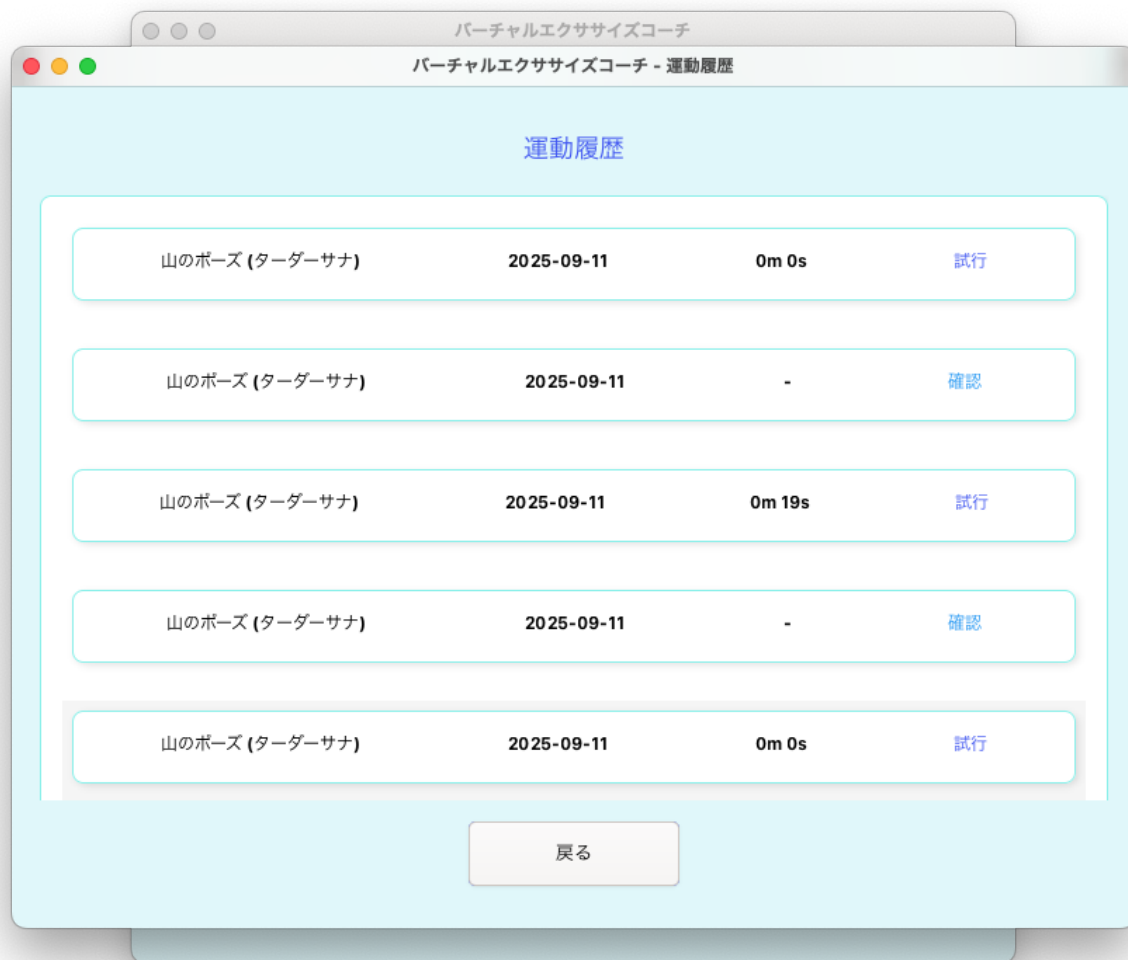 バーチャルエクササイズコーチ
バーチャルエクササイズコーチ - 運動履歴
運動履歴
山のポーズ (ターダーサナ) 2025-09-11 0m 0s 試行
山のポーズ (ターダーサナ) 2025-09-11 - 確認
山のポーズ (ターダーサナ) 2025-09-11 0m 19s 試行
山のポーズ (ターダーサナ) 2025-09-11 - 確認
山のポーズ (ターダーサナ) 2025-09-11 0m 0s 試行
戻る